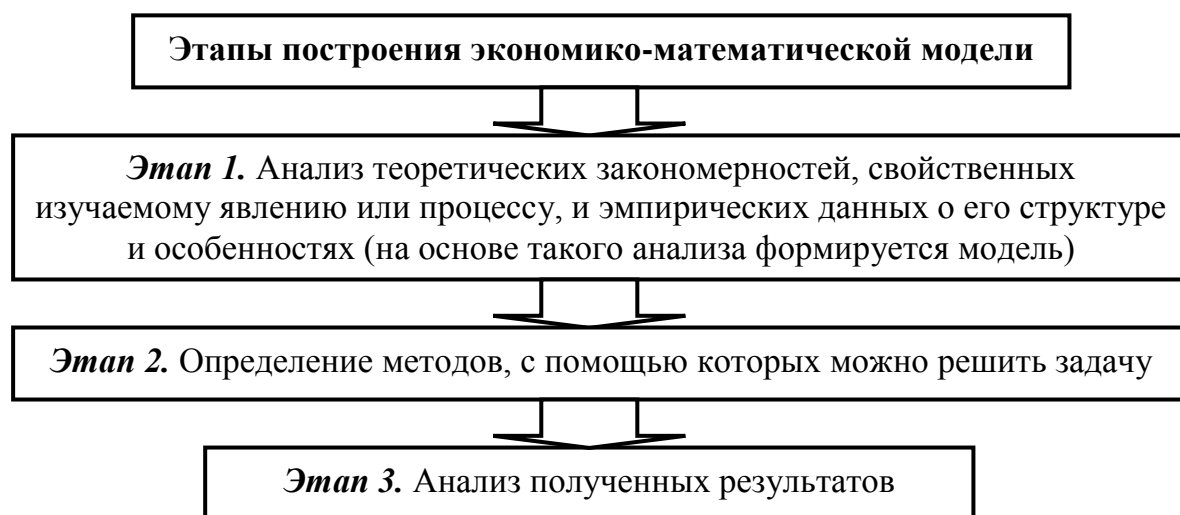 Этапы построения экономико-математической модели
Этап 1. Анализ теоретических закономерностей, свойственных
изучаемому явлению или процессу, и эмпирических данных о его структуре
и особенностях (на основе такого анализа формируется модель)
Этап 2. Определение методов, с помощью которых можно решить задачу
Этап 3. Анализ полученных результатов